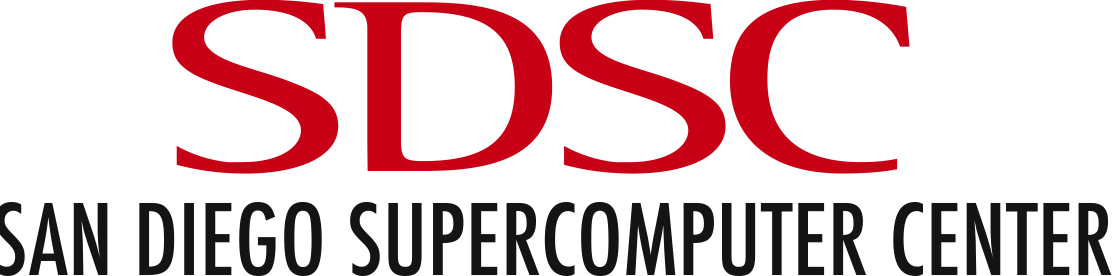 SDSC
SAN DIEGO SUPERCOMPUTER CENTER